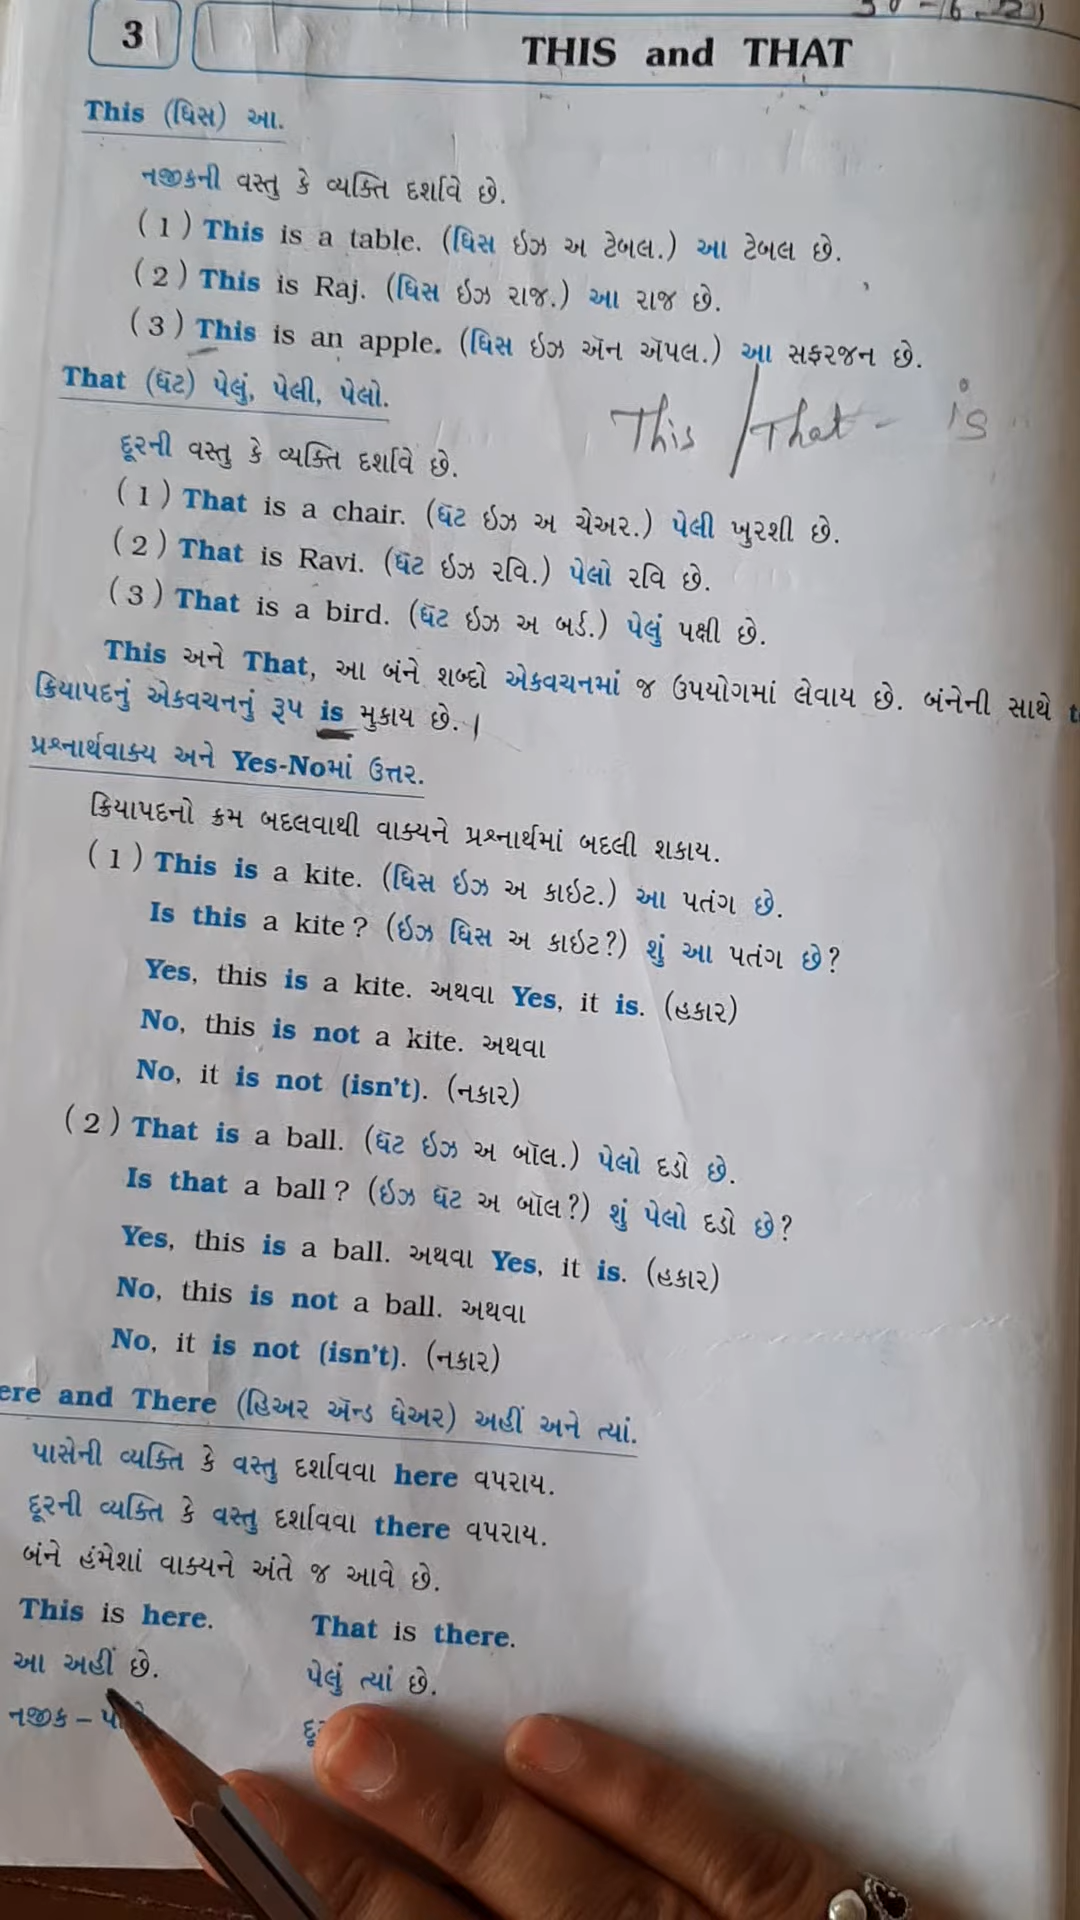 3
THIS and THAT
This (ધિસ) આ.
નજીકની વસ્તુ કે વ્યક્તિ દર્શાવે છે.
(1) This is a table. (ધિસ ઇઝ અ ટેબલ.) આ ટેબલ છે.
(2) This is Raj. (ધિસ ઇઝ રાજ.) આ રાજ છે.
(3) This is an apple. (ધિસ ઇઝ ઍન ઍપલ.) આ સફરજન છે.
That (ધૅટ) પેલું, પેલી, પેલો.
This / That - is
દૂરની વસ્તુ કે વ્યક્તિ દર્શાવે છે.
(1) That is a chair. (ધૅટ ઇઝ અ ચેઅર.) પેલી ખુરશી છે.
(2) That is Ravi. (ધૅટ ઇઝ રવિ.) પેલો રવિ છે.
(3) That is a bird. (ધૅટ ઇઝ અ બર્ડ.) પેલું પક્ષી છે.
This અને That, આ બંને શબ્દો એકવચનમાં જ ઉપયોગમાં લેવાય છે. બંનેની સાથે
ક્રિયાપદનું એકવચનનું રૂપ is મુકાય છે.
પ્રશ્નાર્થવાક્ય અને Yes-Noમાં ઉત્તર.
ક્રિયાપદનો ક્રમ બદલવાથી વાક્યને પ્રશ્નાર્થમાં બદલી શકાય.
(1) This is a kite. (ધિસ ઇઝ અ કાઇટ.) આ પતંગ છે.
Is this a kite? (ઇઝ ધિસ અ કાઇટ?) શું આ પતંગ છે?
Yes, this is a kite. અથવા Yes, it is. (હકાર)
No, this is not a kite. અથવા
No, it is not (isn't). (નકાર)
(2) That is a ball. (ધૅટ ઇઝ અ બૉલ.) પેલો દડો છે.
Is that a ball? (ઇઝ ધૅટ અ બૉલ?) શું પેલો દડો છે?
Yes, this is a ball. અથવા Yes, it is. (હકાર)
No, this is not a ball. અથવા
No, it is not (isn't). (નકાર)
ere and There (હિઅર ઍન્ડ ધેઅર) અહીં અને ત્યાં.
પાસેની વ્યક્તિ કે વસ્તુ દર્શાવવા here વપરાય.
દૂરની વ્યક્તિ કે વસ્તુ દર્શાવવા there વપરાય.
બંને હંમેશાં વાક્યને અંતે જ આવે છે.
This is here. That is there.
આ અહીં છે. પેલું ત્યાં છે.
નજીક –